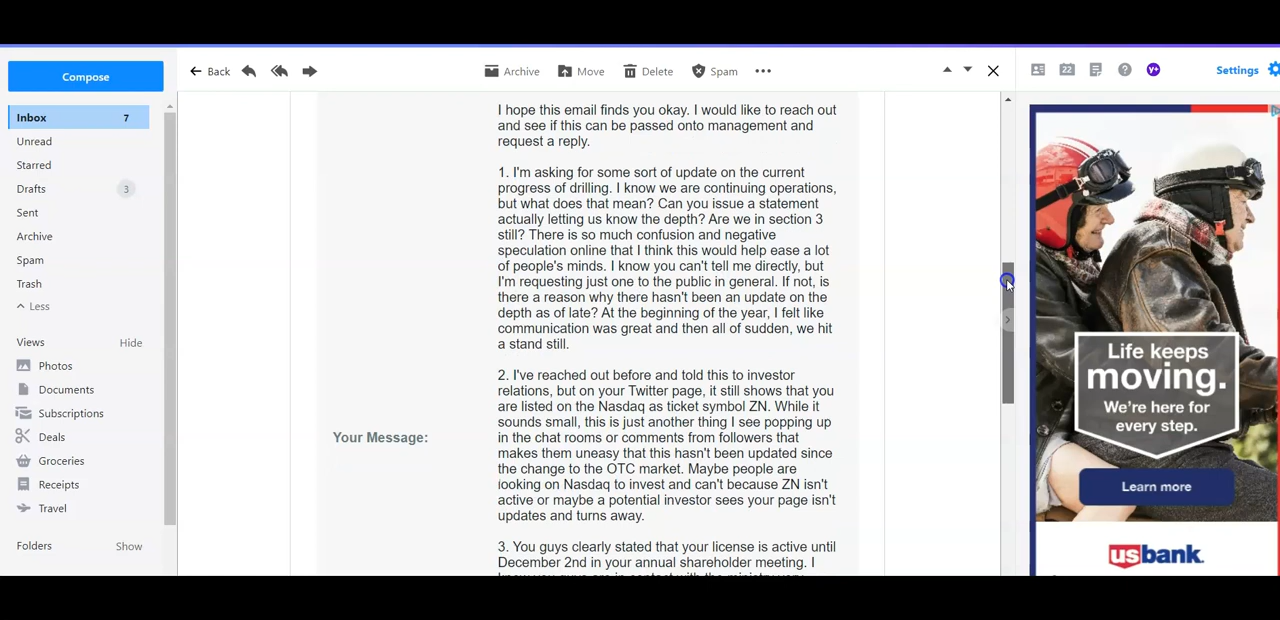 Compose
Back
Archive
Move
Delete
Spam
22
y+
Settings
Inbox 7
Unread
Starred
Drafts 3
Sent
Archive
Spam
Trash
Less
Views Hide
Photos
Documents
Subscriptions
Deals
Groceries
Receipts
Travel
Folders Show
Your Message:
I hope this email finds you okay. I would like to reach out
and see if this can be passed onto management and
request a reply.
1. I'm asking for some sort of update on the current
progress of drilling. I know we are continuing operations,
but what does that mean? Can you issue a statement
actually letting us know the depth? Are we in section 3
still? There is so much confusion and negative
speculation online that I think this would help ease a lot
of people's minds. I know you can't tell me directly, but
I'm requesting just one to the public in general. If not, is
there a reason why there hasn't been an update on the
depth as of late? At the beginning of the year, I felt like
communication was great and then all of sudden, we hit
a stand still.
2. I've reached out before and told this to investor
relations, but on your Twitter page, it still shows that you
are listed on the Nasdaq as ticket symbol ZN. While it
sounds small, this is just another thing I see popping up
in the chat rooms or comments from followers that
makes them uneasy that this hasn't been updated since
the change to the OTC market. Maybe people are
looking on Nasdaq to invest and can't because ZN isn't
active or maybe a potential investor sees your page isn't
updates and turns away.
3. You guys clearly stated that your license is active until
December 2nd in your annual shareholder meeting. I
Life keeps
moving.
We're here for
every step.
Learn more
usbank.